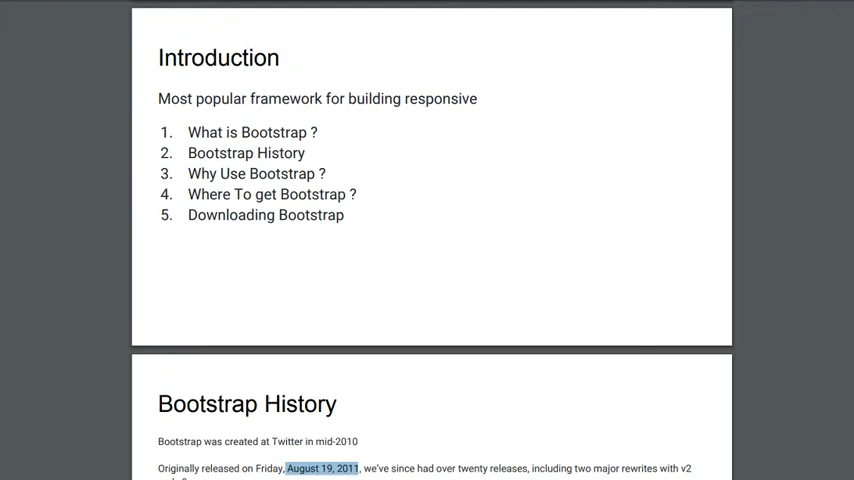 Introduction
Most popular framework for building responsive
1. What is Bootstrap ?
2. Bootstrap History
3. Why Use Bootstrap ?
4. Where To get Bootstrap ?
5. Downloading Bootstrap
Bootstrap History
Bootstrap was created at Twitter in mid-2010
Originally released on Friday, August 19, 2011, we've since had over twenty releases, including two major rewrites with v2